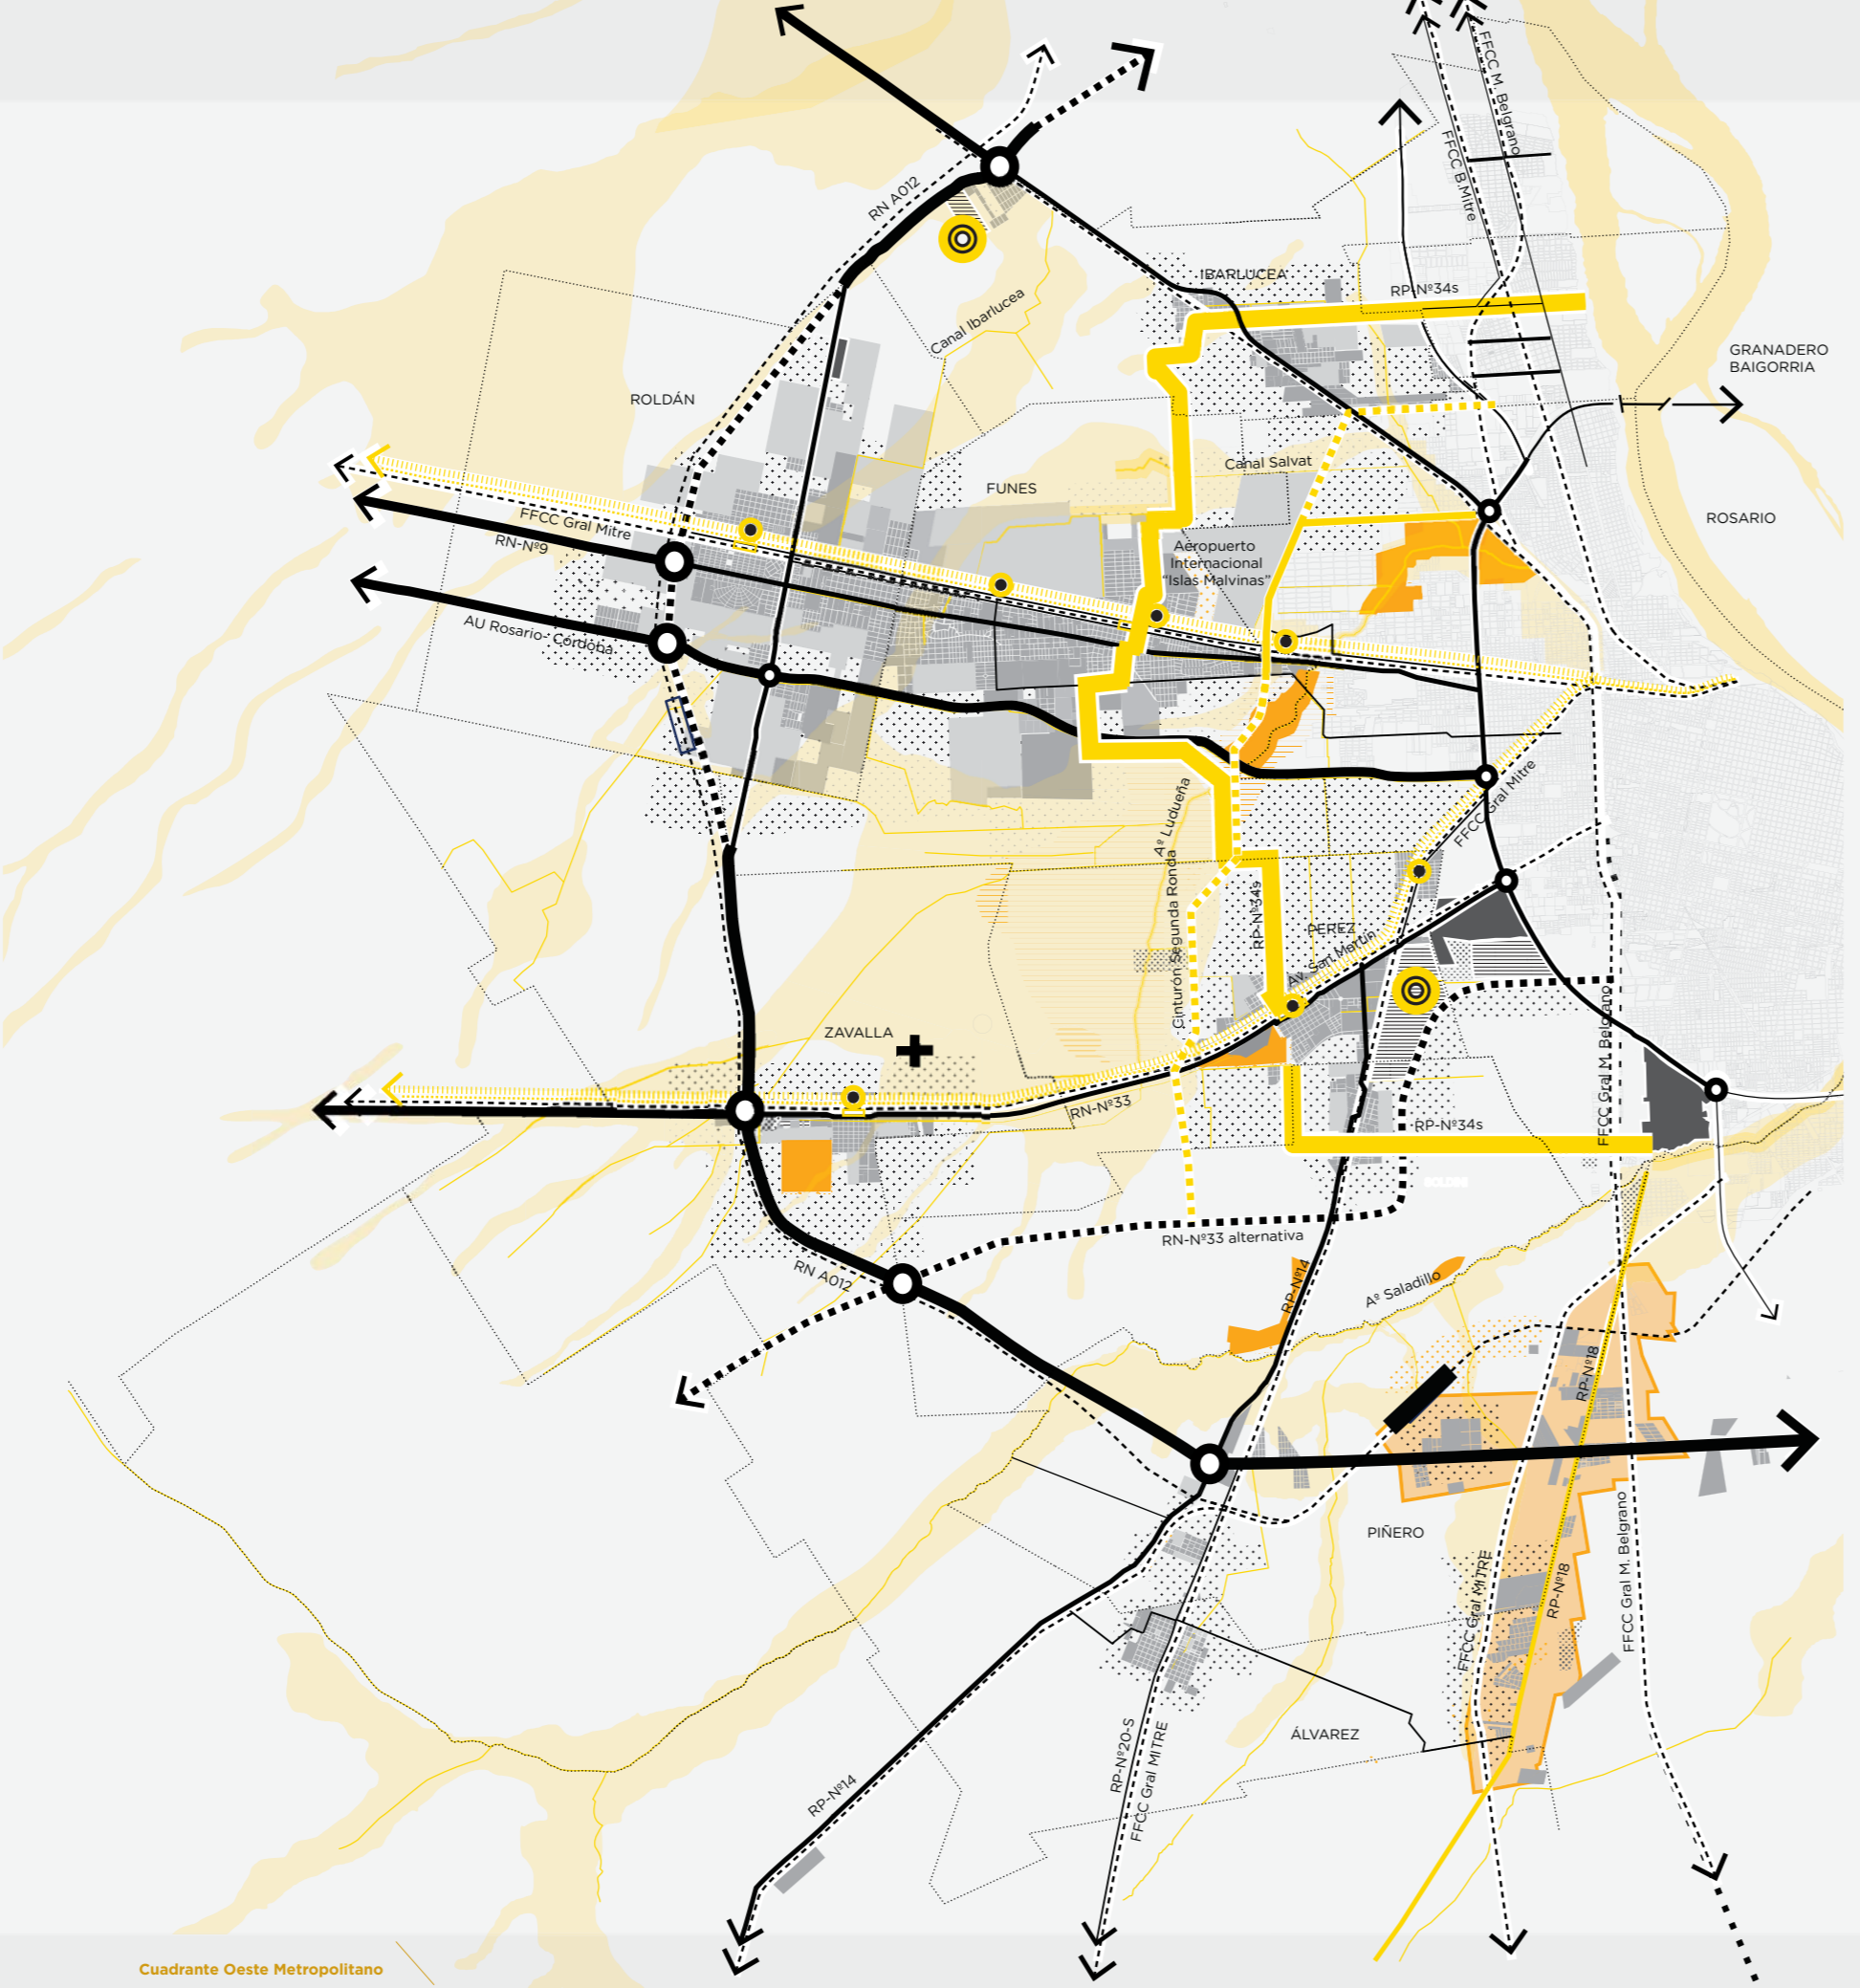 FFCC M. Belgrano
FFCC B.Mitre
RN A012
IBARLUCEA
RP-Nº34s
Canal Ibarlucea
GRANADERO
BAIGORRIA
ROLDÁN
Canal Salvat
FUNES
ROSARIO
FFCC Gral Mitre
RN-Nº9
Aeropuerto
Internacional
“Islas Malvinas”
AU Rosario- Córdoba
FFCC Gral Mitre
Aº Ludueña
Cinturón Segunda Ronda
RP-Nº34s
PEREZ
Av. San Martín
ZAVALLA
FFCC Gral M. Belgrano
RN-Nº33
RP-Nº34s
SOLDINI
RN-Nº33 alternativa
RN A012
RP-Nº14
Aº Saladillo
RP-Nº18
PIÑERO
FFCC Gral M. Belgrano
FFCC Gral MITRE
RP-Nº18
ÁLVAREZ
RP-Nº20-S
FFCC Gral MITRE
RP-Nº14
Cuadrante Oeste Metropolitano